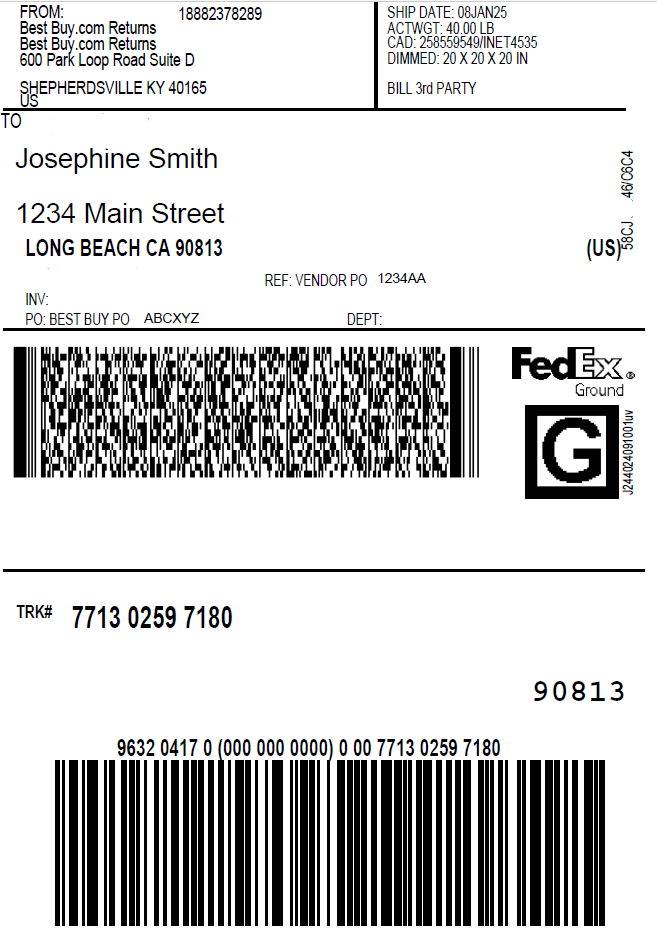 FROM: 18882378289
Best Buy.com Returns
Best Buy.com Returns
600 Park Loop Road Suite D
SHEPHERDSVILLE KY 40165
US
SHIP DATE: 08JAN25
ACTWGT: 40.00 LB
CAD: 258559549/INET4535
DIMMED: 20 X 20 X 20 IN
BILL 3rd PARTY
TO
Josephine Smith
1234 Main Street
LONG BEACH CA 90813
(US)
58CJ. 46/C6C4
REF: VENDOR PO 1234AA
INV:
PO: BEST BUY PO ABCXYZ DEPT:
FedEx®
Ground
G
J244024091001uv
TRK# 7713 0259 7180
90813
9632 0417 0 (000 000 0000) 0 00 7713 0259 7180